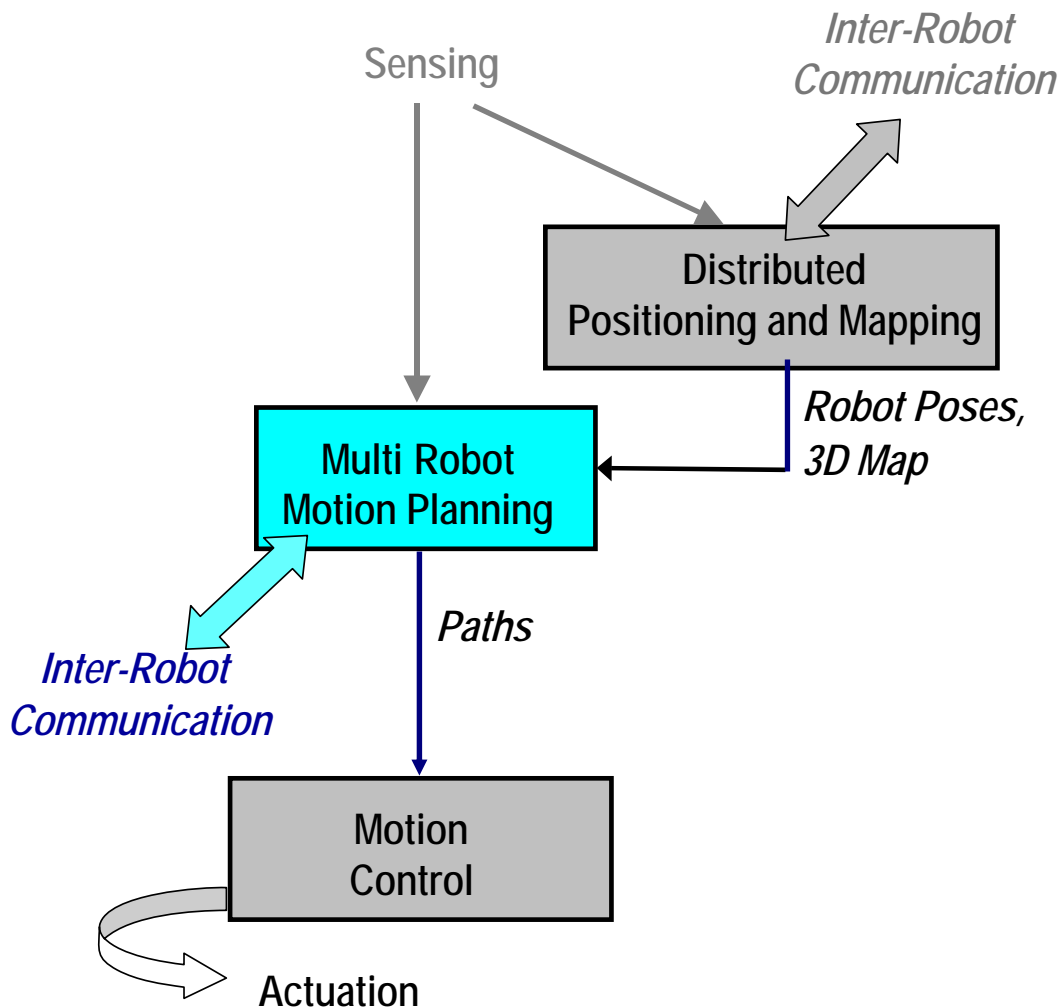 Inter-Robot
Communication
Sensing
Distributed
Positioning and Mapping
Robot Poses,
3D Map
Multi Robot
Motion Planning
Paths
Inter-Robot
Communication
Motion
Control
Actuation